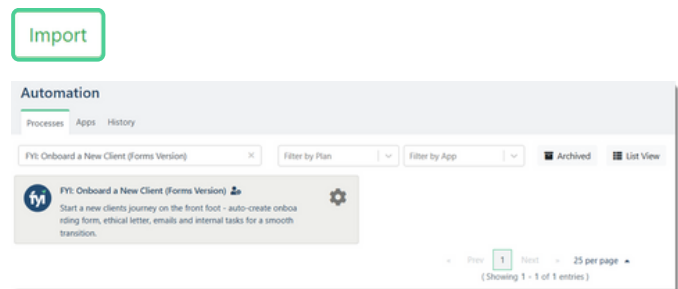 Import
Automation
Processes Apps History
FYI: Onboard a New Client (Forms Version) × Filter by Plan Filter by App Archived List View
fyi FYI: Onboard a New Client (Forms Version)
Start a new clients journey on the front foot - auto-create onboa
rding form, ethical letter, emails and internal tasks for a smooth
transition.
« Prev 1 Next » 25 per page
( Showing 1 - 1 of 1 entries )